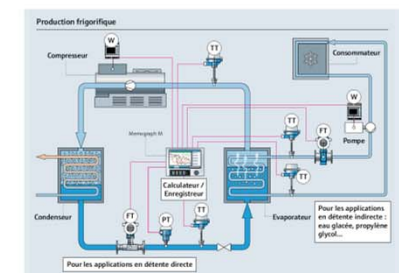 Production frigorifique
W
TT
Compresseur
Consommateur
W
Memograph M
TT
FT
Pompe
Calculateur /
Enregistreur
TT
Condenseur
FT
PT
TT
Evaporateur
Pour les applications
en détente indirecte :
eau glacée, propylène
glycol...
Pour les applications en détente directe